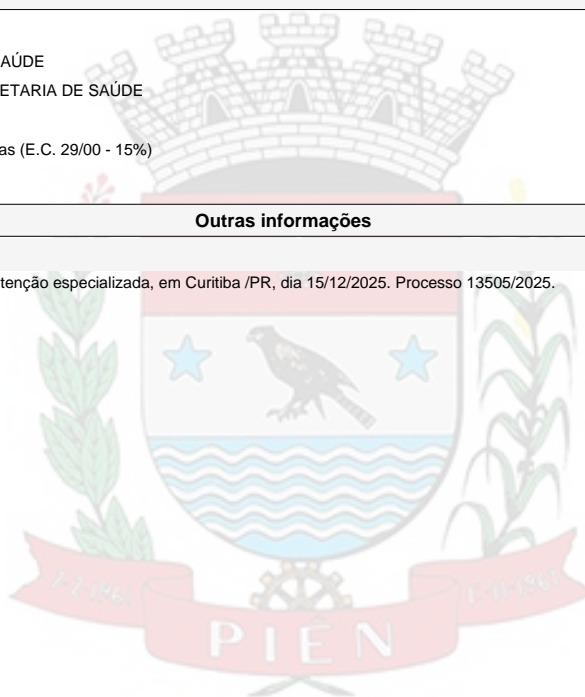 AÚDE
ETARIA DE SAÚDE
as (E.C. 29/00 - 15%)
Outras informações
tenção especializada, em Curitiba /PR, dia 15/12/2025. Processo 13505/2025.
PIÊN